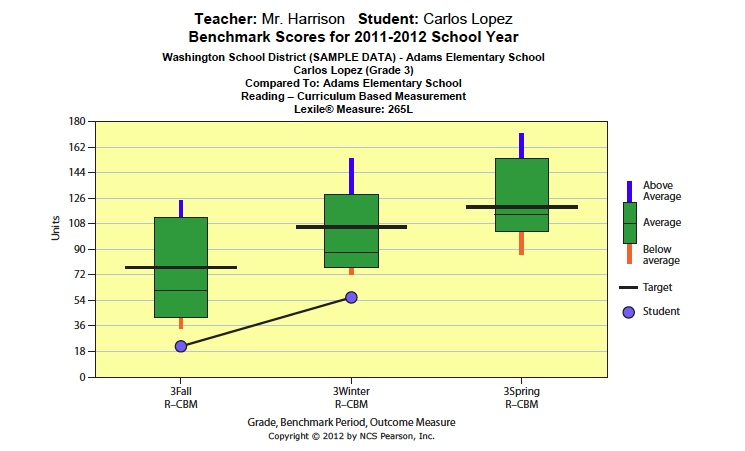 Teacher: Mr. Harrison Student: Carlos Lopez
Benchmark Scores for 2011-2012 School Year
Washington School District (SAMPLE DATA) - Adams Elementary School
Carlos Lopez (Grade 3)
Compared To: Adams Elementary School
Reading – Curriculum Based Measurement
Lexile® Measure: 265L
180
162
144
126
108
90
72
54
36
18
0
Units
3Fall
R–CBM
3Winter
R–CBM
3Spring
R–CBM
Above
Average
Average
Below
average
Target
Student
Grade, Benchmark Period, Outcome Measure
Copyright © 2012 by NCS Pearson, Inc.